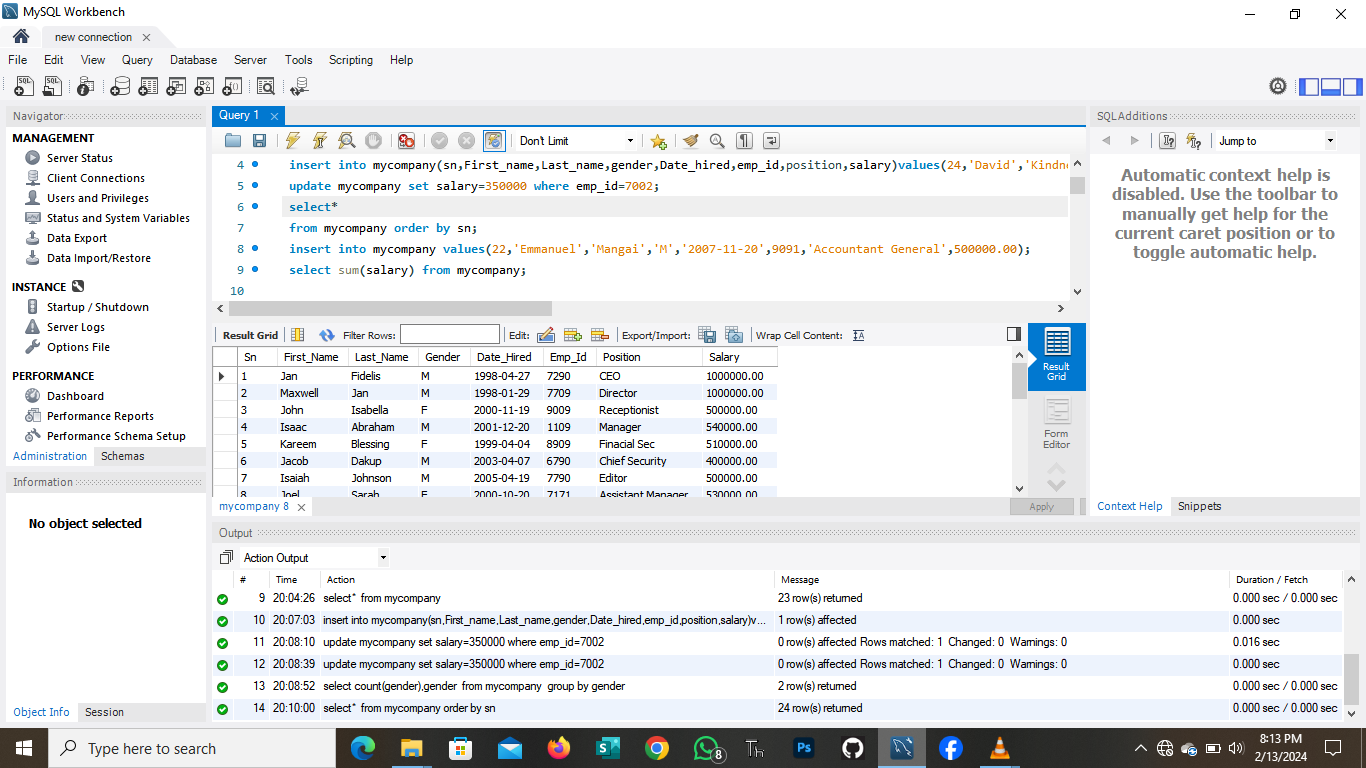 MySQL Workbench
new connection
File Edit View Query Database Server Tools Scripting Help
Navigator
MANAGEMENT
Server Status
Client Connections
Users and Privileges
Status and System Variables
Data Export
Data Import/Restore
INSTANCE
Startup / Shutdown
Server Logs
Options File
PERFORMANCE
Dashboard
Performance Reports
Performance Schema Setup
Administration Schemas
Information
No object selected
Object Info Session
Query 1
Don't Limit
4 insert into mycompany(sn,First_name,Last_name,gender,Date_hired,emp_id,position,salary)values(24,'David','Kindn
5 update mycompany set salary=350000 where emp_id=7002;
6 select*
7 from mycompany order by sn;
8 insert into mycompany values(22,'Emmanuel','Mangai','M','2007-11-20',9091,'Accountant General',500000.00);
9 select sum(salary) from mycompany;
10
Result Grid Filter Rows: Edit: Export/Import: Wrap Cell Content:
Sn First_Name Last_Name Gender Date_Hired Emp_Id Position Salary
1 Jan Fidelis M 1998-04-27 7290 CEO 1000000.00
2 Maxwell Jan M 1998-01-29 7709 Director 1000000.00
3 John Isabella F 2000-11-19 9009 Receptionist 500000.00
4 Isaac Abraham M 2001-12-20 1109 Manager 540000.00
5 Kareem Blessing F 1999-04-04 8909 Finacial Sec 510000.00
6 Jacob Dakup M 2003-04-07 6790 Chief Security 400000.00
7 Isaiah Johnson M 2005-04-19 7790 Editor 500000.00
8 Joel Sarah F 2000-10-20 7171 Assistant Manager 530000.00
Result Grid
Form Editor
mycompany 8
Apply
SQLAdditions
Jump to
Automatic context help is
disabled. Use the toolbar to
manually get help for the
current caret position or to
toggle automatic help.
Context Help Snippets
Output
Action Output
# Time Action Message Duration / Fetch
9 20:04:26 select* from mycompany 23 row(s) returned 0.000 sec / 0.000 sec
10 20:07:03 insert into mycompany(sn,First_name,Last_name,gender,Date_hired,emp_id,position,salary)v... 1 row(s) affected 0.000 sec
11 20:08:10 update mycompany set salary=350000 where emp_id=7002 0 row(s) affected Rows matched: 1 Changed: 0 Warnings: 0 0.016 sec
12 20:08:39 update mycompany set salary=350000 where emp_id=7002 0 row(s) affected Rows matched: 1 Changed: 0 Warnings: 0 0.000 sec
13 20:08:52 select count(gender),gender from mycompany group by gender 2 row(s) returned 0.000 sec / 0.000 sec
14 20:10:00 select* from mycompany order by sn 24 row(s) returned 0.000 sec / 0.000 sec
Type here to search
8
Th
Ps
8:13 PM
2/13/2024